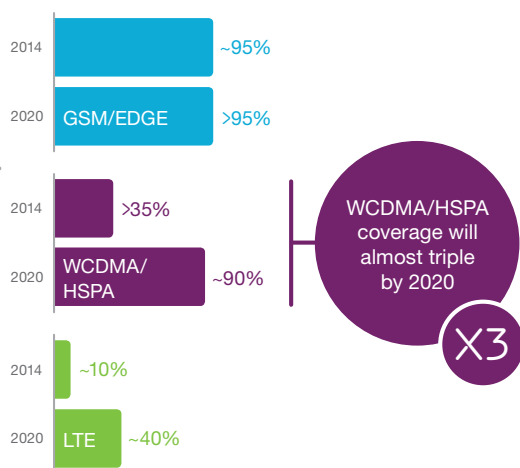 2014
~95%
2020
GSM/EDGE
>95%
2014
>35%
2020
WCDMA/
HSPA
~90%
WCDMA/HSPA
coverage will
almost triple
by 2020
X3
2014
~10%
2020
LTE
~40%